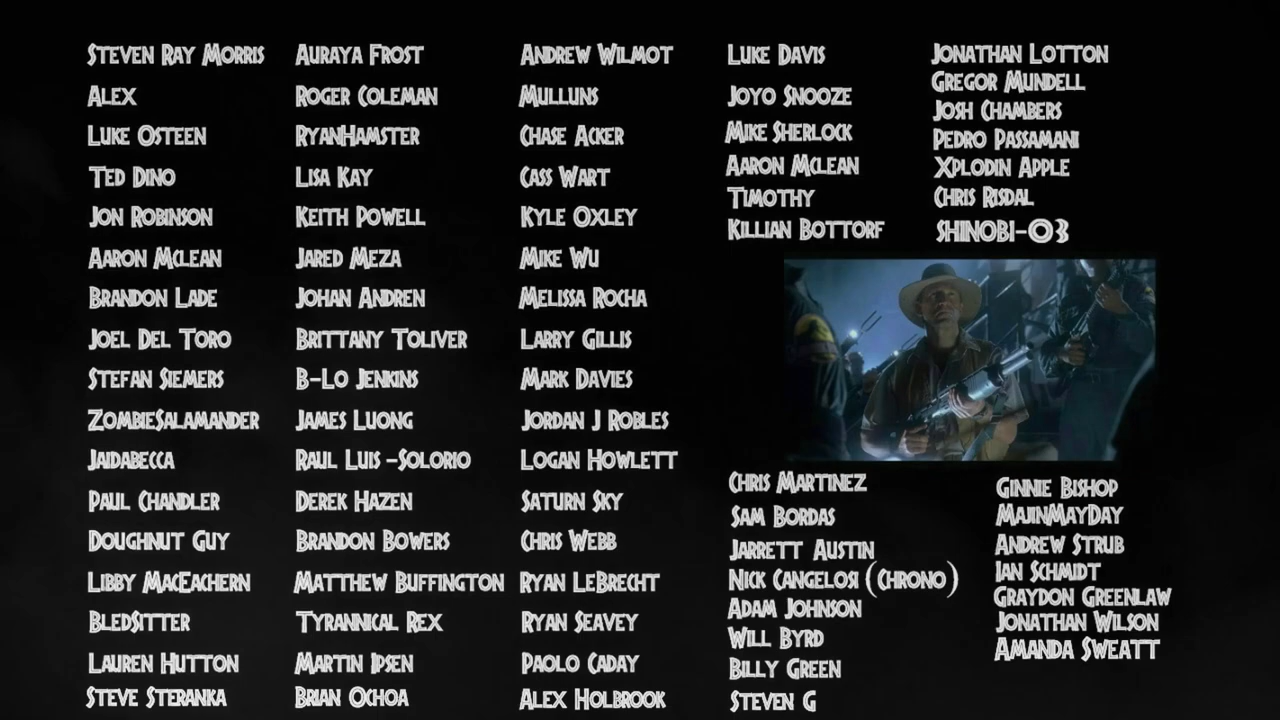 Steven Ray Morris
Alex
Luke Osteen
Ted Dino
Jon Robinson
Aaron McLean
Brandon Lade
Joel Del Toro
Stefan Siemers
ZombieSalamander
Jaidabecca
Paul Chandler
Doughnut Guy
Libby MacEachern
BledSitter
Lauren Hutton
Steve Steranka
Auraya Frost
Roger Coleman
RyanHamster
Lisa Kay
Keith Powell
Jared Meza
Johan Andren
Brittany Toliver
B-Lo Jenkins
James Luong
Raul Luis -Solorio
Derek Hazen
Brandon Bowers
Matthew Buffington
Tyrannical Rex
Martin Ipsen
Brian Ochoa
Andrew Wilmot
Mulluns
Chase Acker
Cass Wart
Kyle Oxley
Mike Wu
Melissa Rocha
Larry Gillis
Mark Davies
Jordan J Robles
Logan Howlett
Saturn Sky
Chris Webb
Ryan LeBrecht
Ryan Seavey
Paolo Caday
Alex Holbrook
Luke Davis
Joyo Snooze
Mike Sherlock
Aaron McLean
Timothy
Killian Bottorf
Jonathan Lotton
Gregor Mundell
Josh Chambers
Pedro Passamani
Xplodin Apple
Chris Risdal
SHINOBI-03
Chris Martinez
Sam Bordas
Jarrett Austin
Nick Cangelosi (Chrono)
Adam Johnson
Will Byrd
Billy Green
Steven G
Ginnie Bishop
MajinMayDay
Andrew Strub
Ian Schmidt
Graydon Greenlaw
Jonathan Wilson
Amanda Sweatt